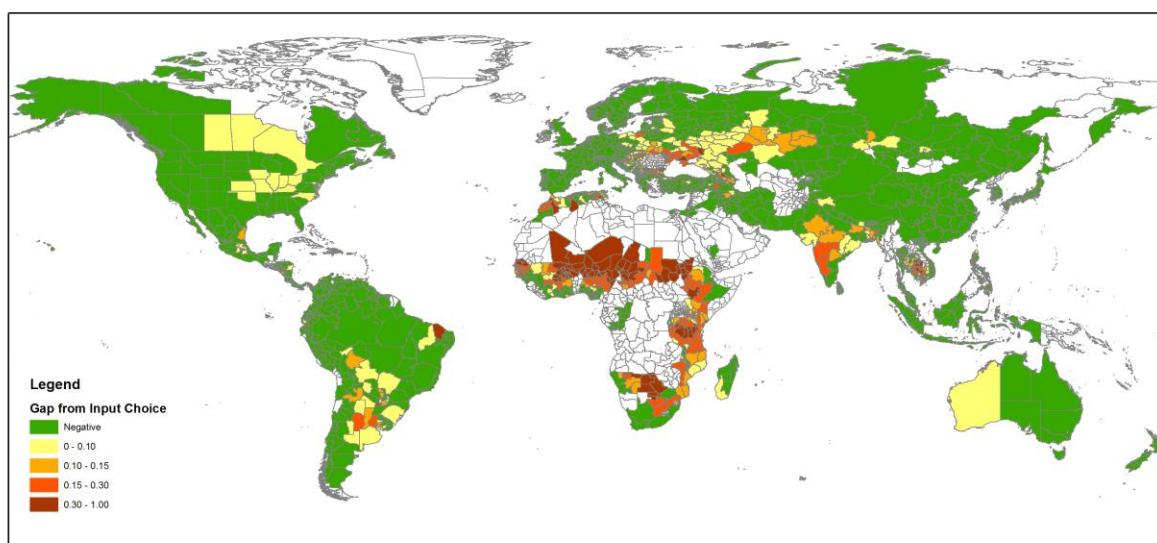 Legend
Gap from Input Choice
Negative
0 - 0.10
0.10 - 0.15
0.15 - 0.30
0.30 - 1.00